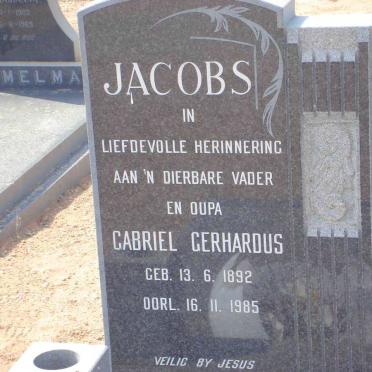 MELMA
JACOBS
IN
LIEFDEVOLLE HERINNERING
AAN 'N DIERBARE VADER
EN OUPA
GABRIEL GERHARDUS
GEB. 13. 6. 1892
OORL. 16. 11. 1985
VEILIG BY JESUS